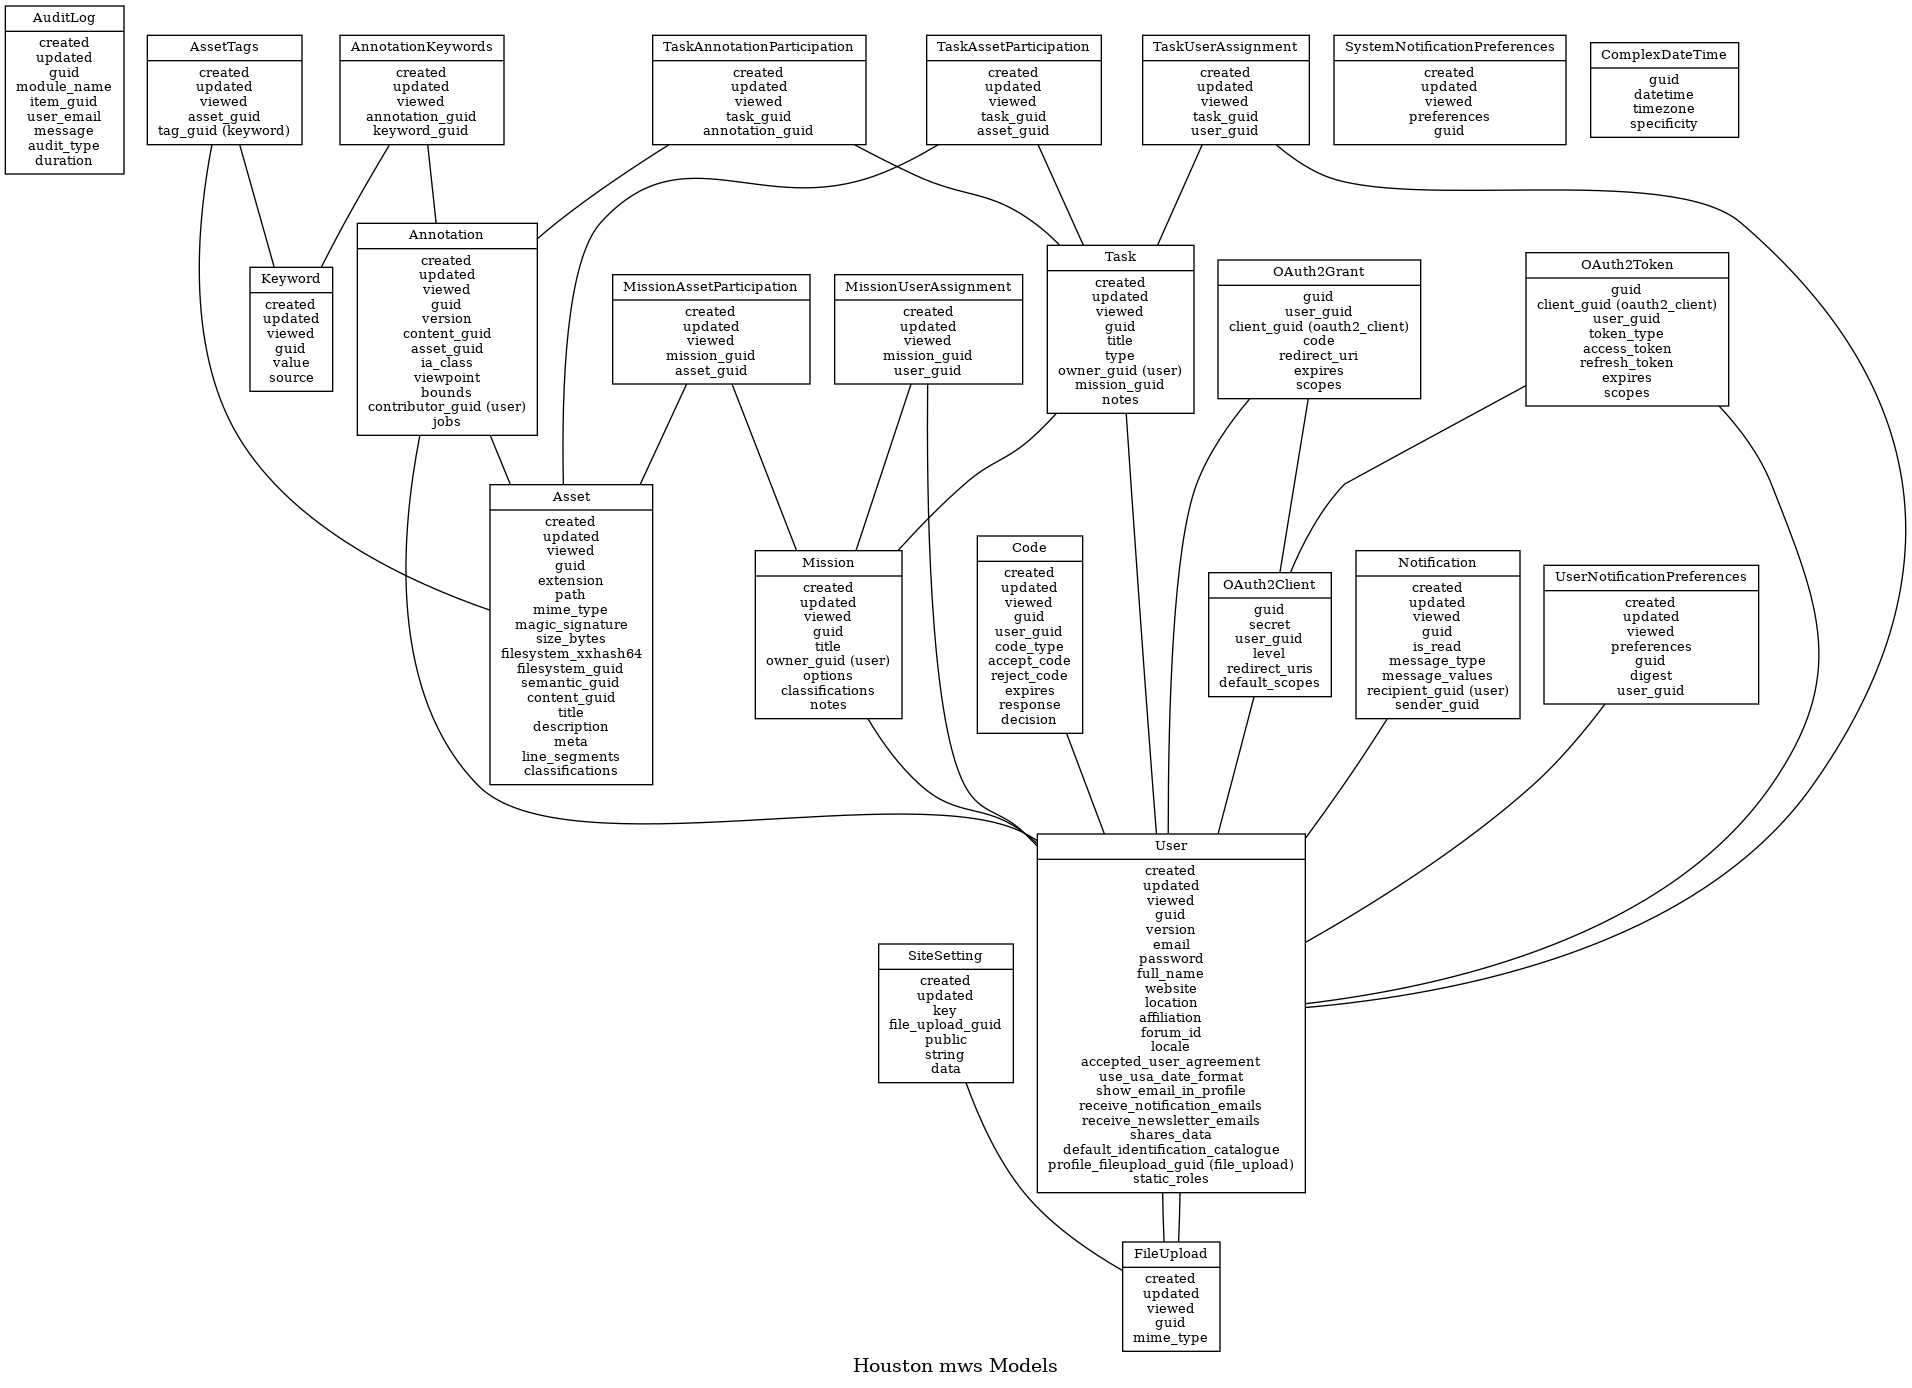 AuditLog
created
updated
guid
module_name
item_guid
user_email
message
audit_type
duration
AssetTags
created
updated
viewed
asset_guid
tag_guid (keyword)
AnnotationKeywords
created
updated
viewed
annotation_guid
keyword_guid
TaskAnnotationParticipation
created
updated
viewed
task_guid
annotation_guid
TaskAssetParticipation
created
updated
viewed
task_guid
asset_guid
TaskUserAssignment
created
updated
viewed
task_guid
user_guid
SystemNotificationPreferences
created
updated
viewed
preferences
guid
ComplexDateTime
guid
datetime
timezone
specificity
Keyword
created
updated
viewed
guid
value
source
Annotation
created
updated
viewed
guid
version
content_guid
asset_guid
ia_class
viewpoint
bounds
contributor_guid (user)
jobs
MissionAssetParticipation
created
updated
viewed
mission_guid
asset_guid
MissionUserAssignment
created
updated
viewed
mission_guid
user_guid
Task
created
updated
viewed
guid
title
type
owner_guid (user)
mission_guid
notes
OAuth2Grant
guid
user_guid
client_guid (oauth2_client)
code
redirect_uri
expires
scopes
OAuth2Token
guid
client_guid (oauth2_client)
user_guid
token_type
access_token
refresh_token
expires
scopes
Asset
created
updated
viewed
guid
extension
path
mime_type
magic_signature
size_bytes
filesystem_xxhash64
filesystem_guid
semantic_guid
content_guid
title
description
meta
line_segments
classifications
Mission
created
updated
viewed
guid
title
owner_guid (user)
options
classifications
notes
Code
created
updated
viewed
guid
user_guid
code_type
accept_code
reject_code
expires
response
decision
OAuth2Client
guid
secret
user_guid
level
redirect_uris
default_scopes
Notification
created
updated
viewed
guid
is_read
message_type
message_values
recipient_guid (user)
sender_guid
UserNotificationPreferences
created
updated
viewed
preferences
guid
digest
user_guid
SiteSetting
created
updated
key
file_upload_guid
public
string
data
User
created
updated
viewed
guid
version
email
password
full_name
website
location
affiliation
forum_id
locale
accepted_user_agreement
use_usa_date_format
show_email_in_profile
receive_notification_emails
receive_newsletter_emails
shares_data
default_identification_catalogue
profile_fileupload_guid (file_upload)
static_roles
FileUpload
created
updated
viewed
guid
mime_type
Houston mws Models